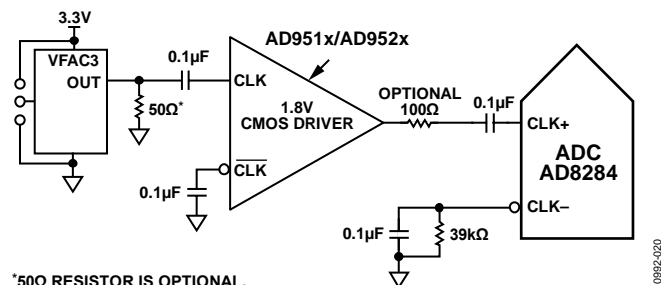 3.3V
VFAC3
OUT
50Ω*
0.1µF
AD951x/AD952x
CLK
1.8V
CMOS DRIVER
CLK
0.1µF
OPTIONAL
100Ω
0.1µF
CLK+
ADC
AD8284
CLK–
0.1µF
39kΩ
*50Ω RESISTOR IS OPTIONAL.
0992-020